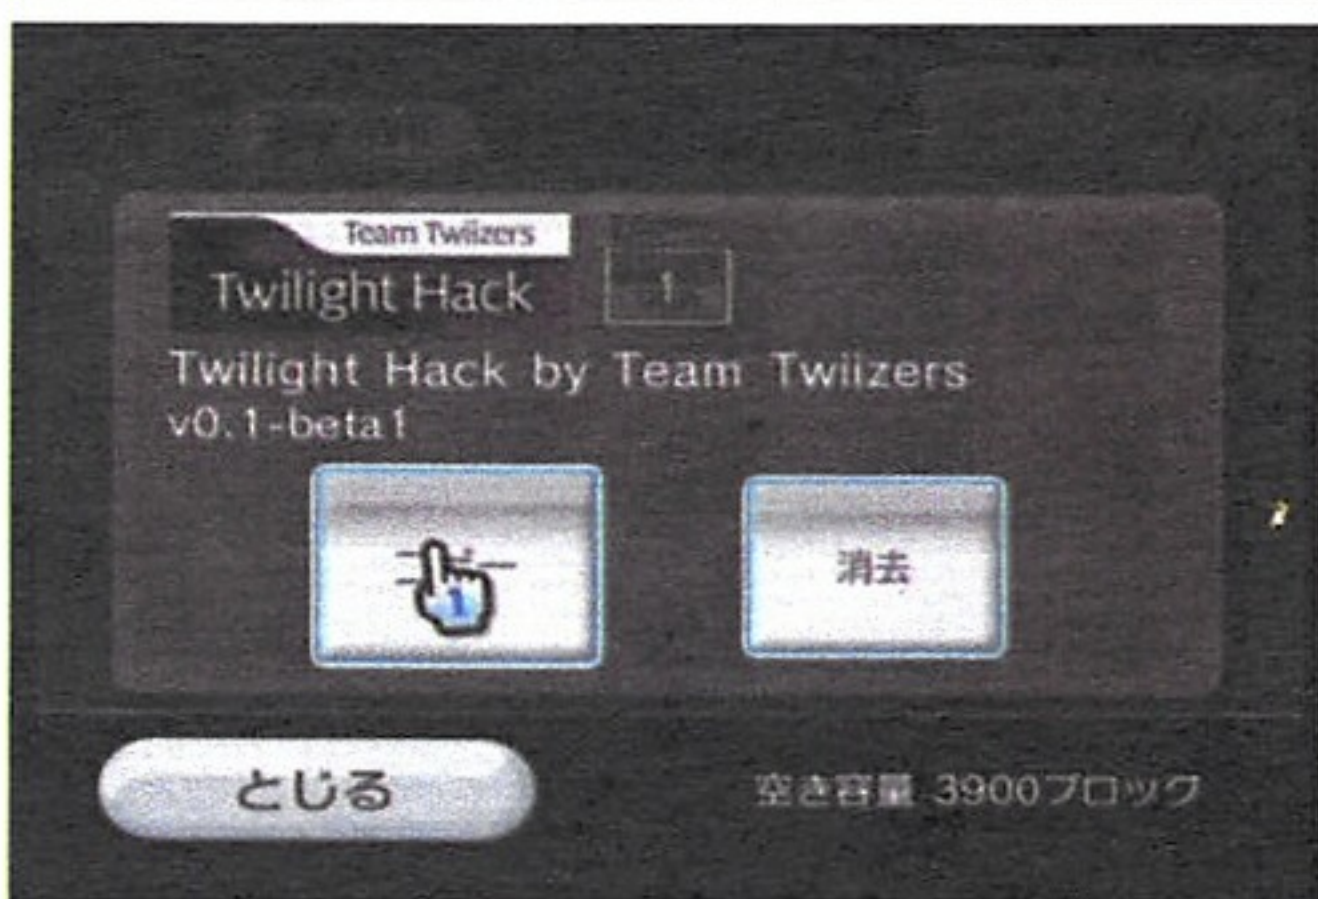 Team Twiizers
Twilight Hack
1
Twilight Hack by Team Twiizers
v0.1-beta1
1
消去
とじる
空き容量 3900ブロック